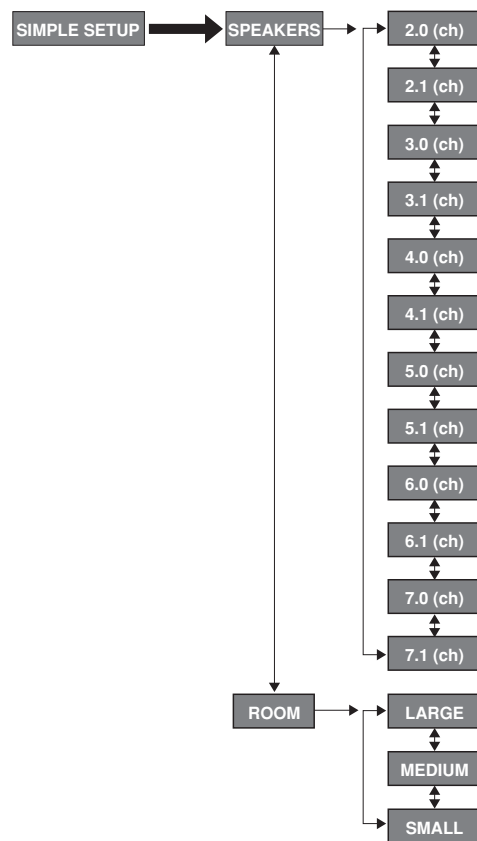 SIMPLE SETUP
SPEAKERS
2.0 (ch)
2.1 (ch)
3.0 (ch)
3.1 (ch)
4.0 (ch)
4.1 (ch)
5.0 (ch)
5.1 (ch)
6.0 (ch)
6.1 (ch)
7.0 (ch)
7.1 (ch)
ROOM
LARGE
MEDIUM
SMALL